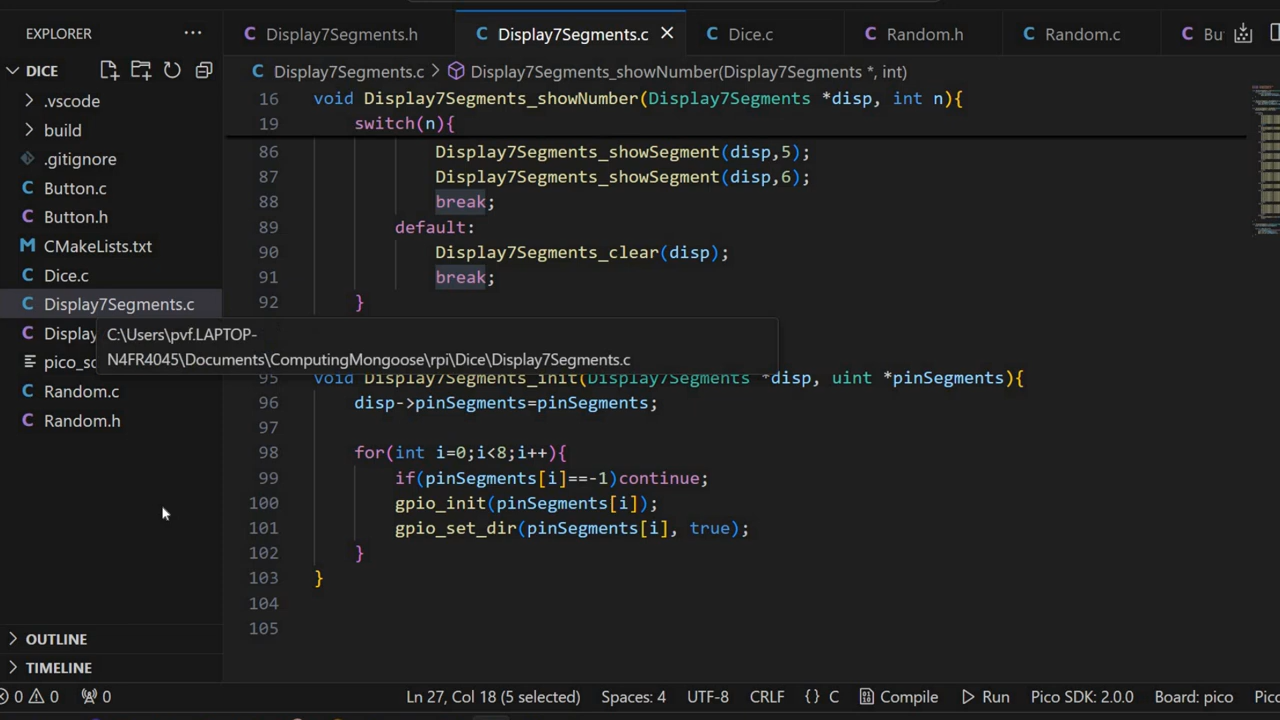 EXPLORER
Display7Segments.h
Display7Segments.c
Dice.c
Random.h
Random.c
Bu
DICE
Display7Segments.c > Display7Segments_showNumber(Display7Segments *, int)
.vscode
build
.gitignore
Button.c
Button.h
CMakeLists.txt
Dice.c
Display7Segments.c
Display
pico_s
Random.c
Random.h
OUTLINE
TIMELINE
16 void Display7Segments_showNumber(Display7Segments *disp, int n){
19 switch(n){
86 Display7Segments_showSegment(disp,5);
87 Display7Segments_showSegment(disp,6);
88 break;
89 default:
90 Display7Segments_clear(disp);
91 break;
92 }
C:\Users\pvf.LAPTOP-
N4FR4045\Documents\ComputingMongoose\rpi\Dice\Display7Segments.c
95 void Display7Segments_init(Display7Segments *disp, uint *pinSegments){
96 disp->pinSegments=pinSegments;
97
98 for(int i=0;i<8;i++){
99 if(pinSegments[i]==-1)continue;
100 gpio_init(pinSegments[i]);
101 gpio_set_dir(pinSegments[i], true);
102 }
103 }
104
105
0 0 0 Ln 27, Col 18 (5 selected) Spaces: 4 UTF-8 CRLF {} C Compile Run Pico SDK: 2.0.0 Board: pico Pic